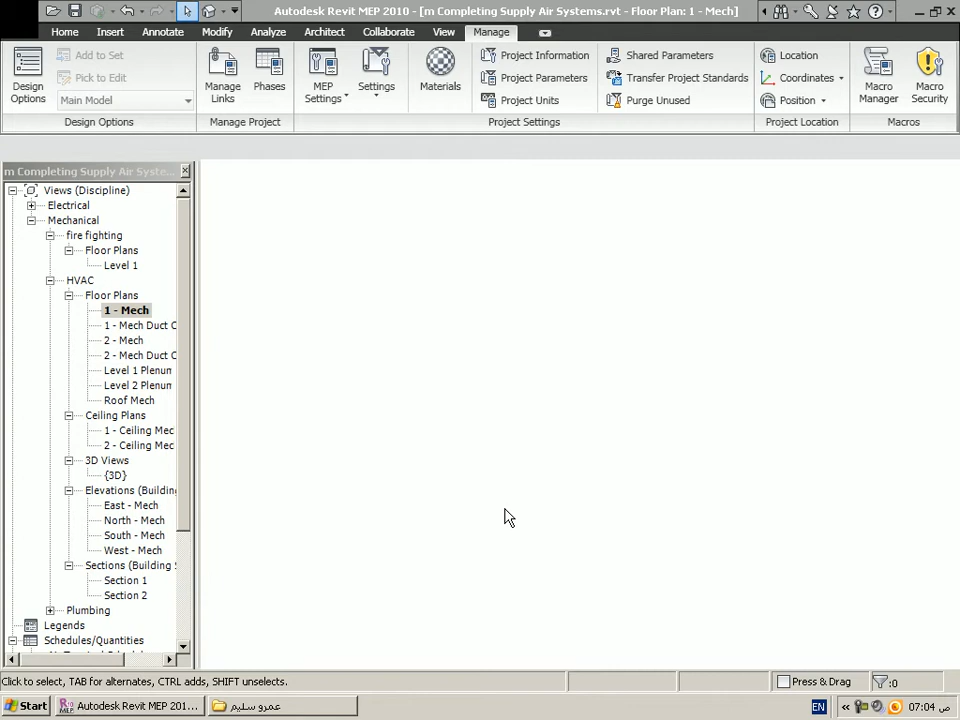 Autodesk Revit MEP 2010 - [m Completing Supply Air Systems.rvt - Floor Plan: 1 - Mech]
Home Insert Annotate Modify Analyze Architect Collaborate View Manage
Add to Set
Pick to Edit
Main Model
Design Options
Manage Links
Phases
MEP Settings
Settings
Materials
Project Information
Project Parameters
Project Units
Shared Parameters
Transfer Project Standards
Purge Unused
Location
Coordinates
Position
Macro Manager
Macro Security
Design Options Manage Project Project Settings Project Location Macros
m Completing Supply Air Syste...
Views (Discipline)
Electrical
Mechanical
fire fighting
Floor Plans
Level 1
HVAC
Floor Plans
1 - Mech
1 - Mech Duct C
2 - Mech
2 - Mech Duct C
Level 1 Plenum
Level 2 Plenum
Roof Mech
Ceiling Plans
1 - Ceiling Mec
2 - Ceiling Mec
3D Views
{3D}
Elevations (Building
East - Mech
North - Mech
South - Mech
West - Mech
Sections (Building S
Section 1
Section 2
Plumbing
Legends
Schedules/Quantities
Click to select, TAB for alternates, CTRL adds, SHIFT unselects.
Press & Drag
:0
Start
Autodesk Revit MEP 201...
عمرو سليم
EN
07:04 ص